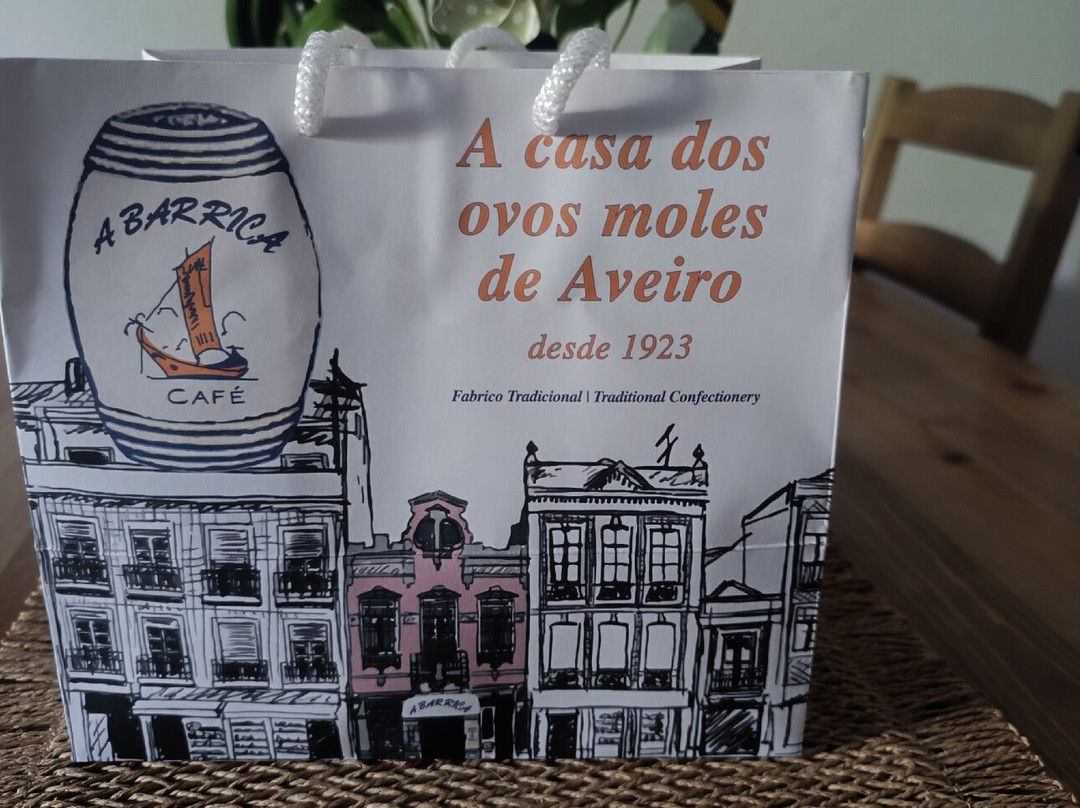 A BARRICA
CAFÉ
A casa dos
ovos moles
de Aveiro
desde 1923
Fabrico Tradicional | Traditional Confectionery
A BARRICA